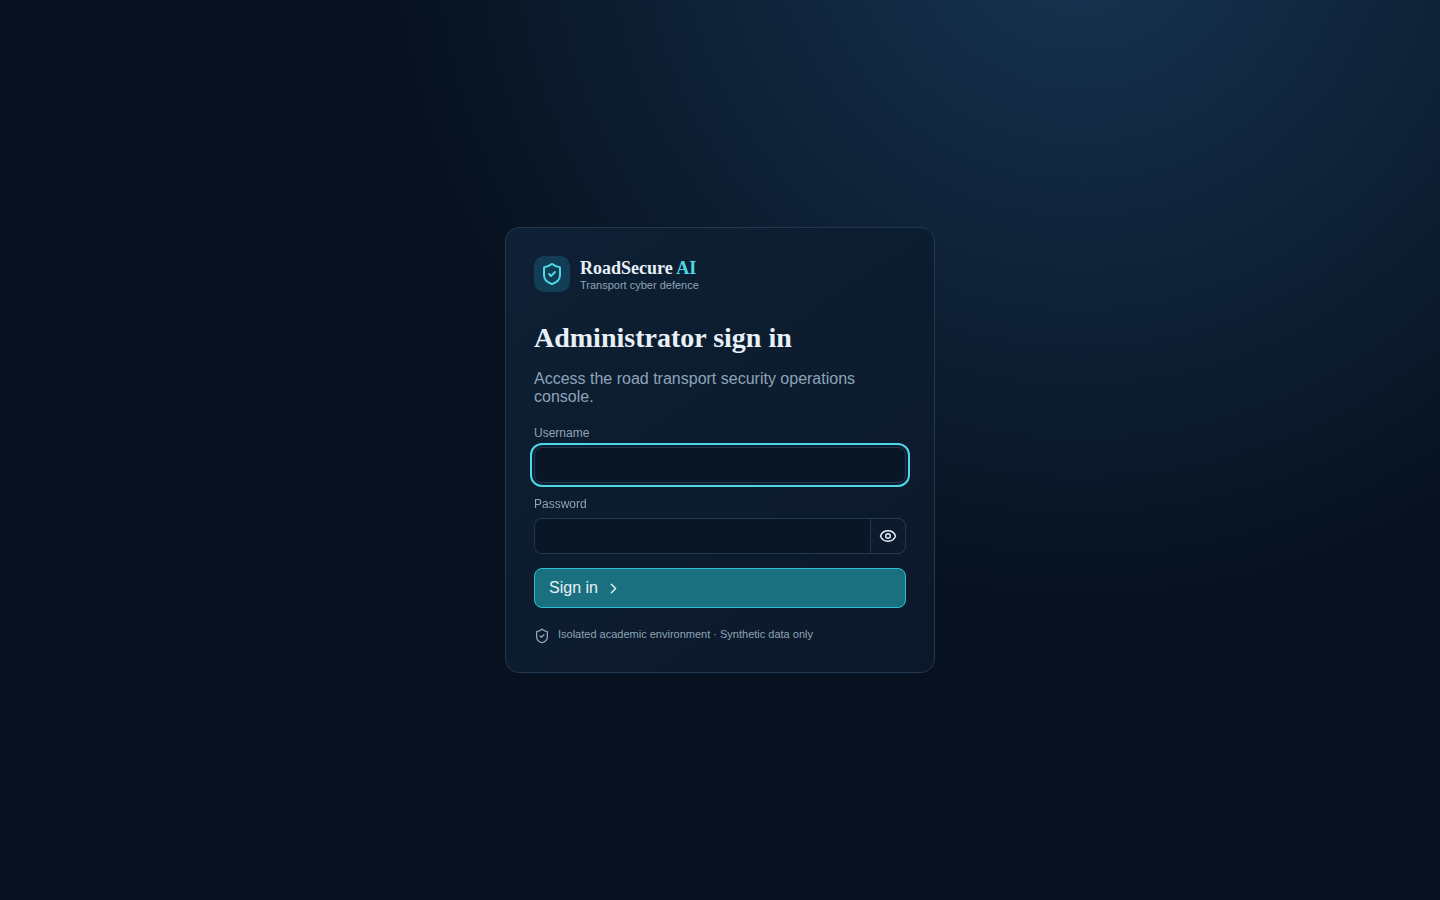 RoadSecure AI
Transport cyber defence
Administrator sign in
Access the road transport security operations
console.
Username
Password
Sign in
Isolated academic environment · Synthetic data only